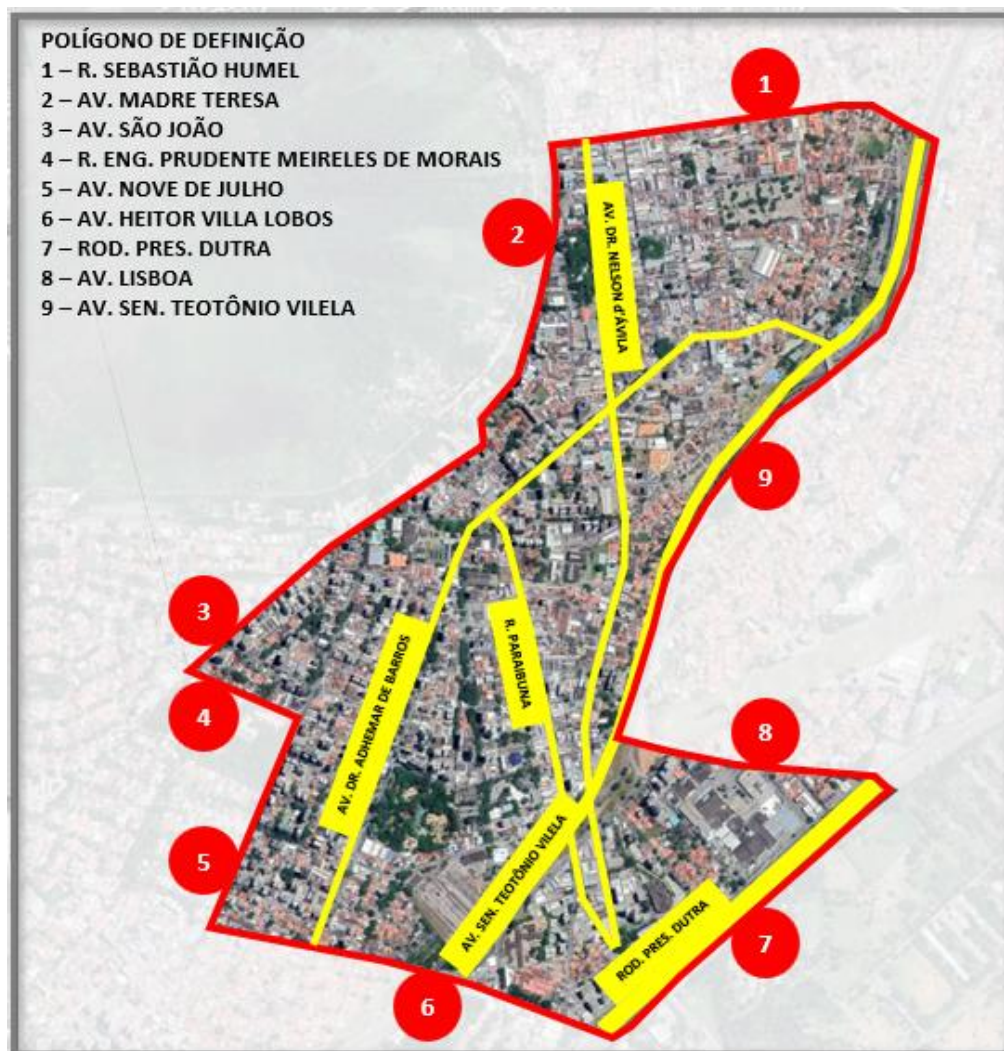 POLÍGONO DE DEFINIÇÃO
1 – R. SEBASTIÃO HUMEL
2 – AV. MADRE TERESA
3 – AV. SÃO JOÃO
4 – R. ENG. PRUDENTE MEIRELES DE MORAIS
5 – AV. NOVE DE JULHO
6 – AV. HEITOR VILLA LOBOS
7 – ROD. PRES. DUTRA
8 – AV. LISBOA
9 – AV. SEN. TEOTÔNIO VILELA
1
2
AV. DR. NELSON d'ÁVILA
9
3
4
R. PARAIBUNA
AV. DR. ADHEMAR DE BARROS
8
5
AV. SEN. TEOTÔNIO VILELA
ROD. PRES. DUTRA
7
6